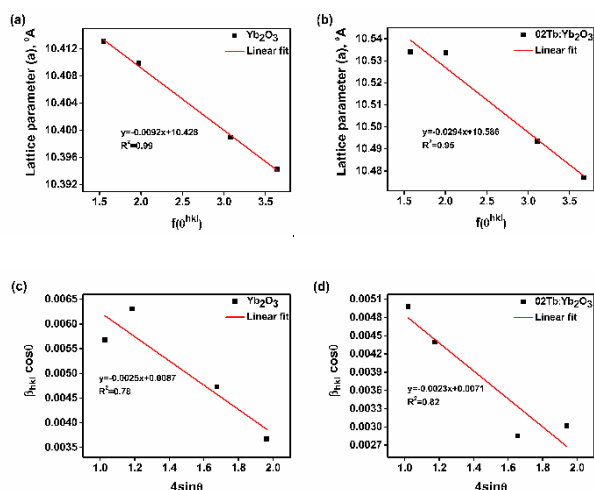 (a)
Yb2O3
Linear fit
Lattice parameter (a), °A
10.412
10.408
10.404
10.400
10.396
10.392
y=-0.0092x+10.428
R²=0.99
1.5 2.0 2.5 3.0 3.5
f(θ^hkl)
(b)
02Tb:Yb2O3
Linear fit
Lattice parameter (a), °A
10.54
10.53
10.52
10.51
10.50
10.49
10.48
y=-0.0294x+10.586
R²=0.95
1.5 2.0 2.5 3.0 3.5
f(θ^hkl)
(c)
Yb2O3
Linear fit
βhkl cosθ
0.0065
0.0060
0.0055
0.0050
0.0045
0.0040
0.0035
y=-0.0025x+0.0087
R²=0.78
1.0 1.2 1.4 1.6 1.8 2.0
4sinθ
(d)
02Tb:Yb2O3
Linear fit
βhkl cosθ
0.0051
0.0048
0.0045
0.0042
0.0039
0.0036
0.0033
0.0030
0.0027
y=-0.0023x+0.0071
R²=0.82
1.0 1.2 1.4 1.6 1.8 2.0
4sinθ